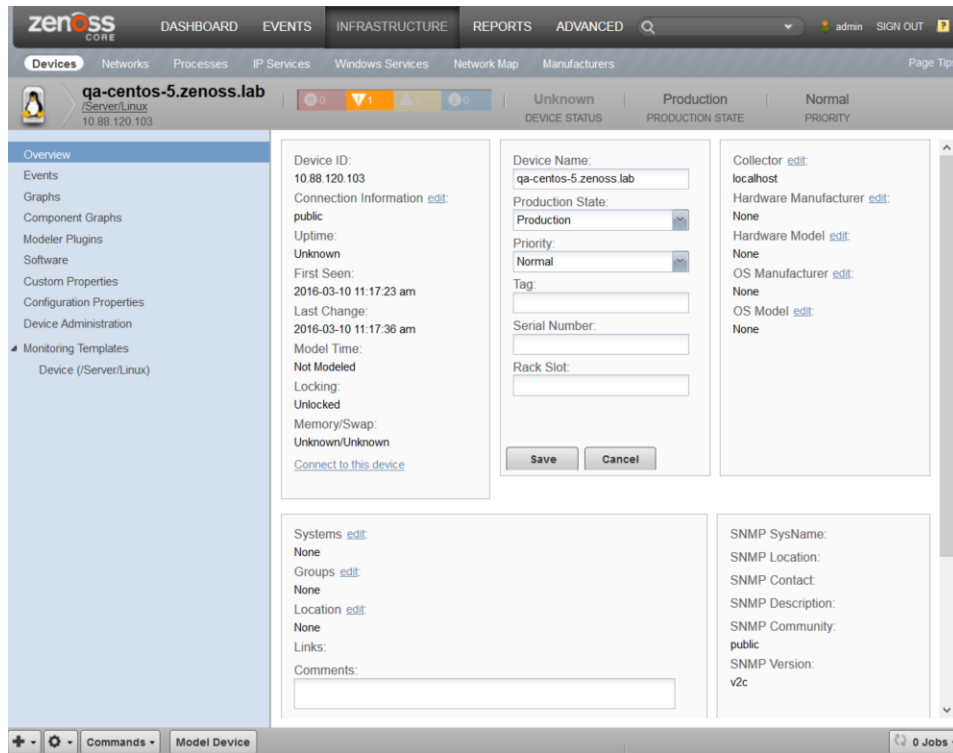 zenoss DASHBOARD EVENTS INFRASTRUCTURE REPORTS ADVANCED admin SIGN OUT ?
CORE
Devices Networks Processes IP Services Windows Services Network Map Manufacturers Page Tips
qa-centos-5.zenoss.lab
/Server/Linux
10.88.120.103
0 1 0 0
Unknown
DEVICE STATUS
Production
PRODUCTION STATE
Normal
PRIORITY
Overview
Events
Graphs
Component Graphs
Modeler Plugins
Software
Custom Properties
Configuration Properties
Device Administration
Monitoring Templates
Device (/Server/Linux)
Device ID:
10.88.120.103
Connection Information edit:
public
Uptime:
Unknown
First Seen:
2016-03-10 11:17:23 am
Last Change:
2016-03-10 11:17:36 am
Model Time:
Not Modeled
Locking:
Unlocked
Memory/Swap:
Unknown/Unknown
Connect to this device
Device Name:
qa-centos-5.zenoss.lab
Production State:
Production
Priority:
Normal
Tag:
Serial Number:
Rack Slot:
Save Cancel
Collector edit:
localhost
Hardware Manufacturer edit:
None
Hardware Model edit:
None
OS Manufacturer edit:
None
OS Model edit:
None
Systems edit:
None
Groups edit:
None
Location edit:
None
Links:
Comments:
SNMP SysName:
SNMP Location:
SNMP Contact:
SNMP Description:
SNMP Community:
public
SNMP Version:
v2c
Commands Model Device 0 Jobs